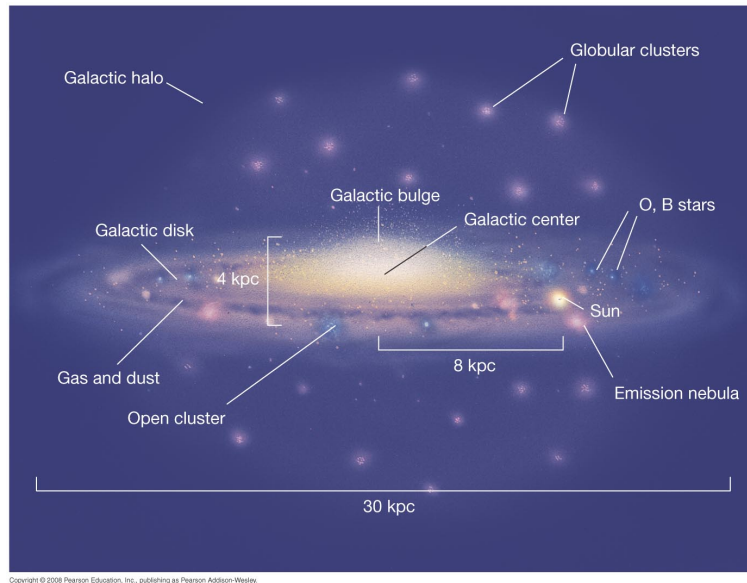 Globular clusters
Galactic halo
Galactic bulge
O, B stars
Galactic center
Galactic disk
4 kpc
Sun
8 kpc
Gas and dust
Emission nebula
Open cluster
30 kpc
Copyright © 2008 Pearson Education, Inc., publishing as Pearson Addison-Wesley.